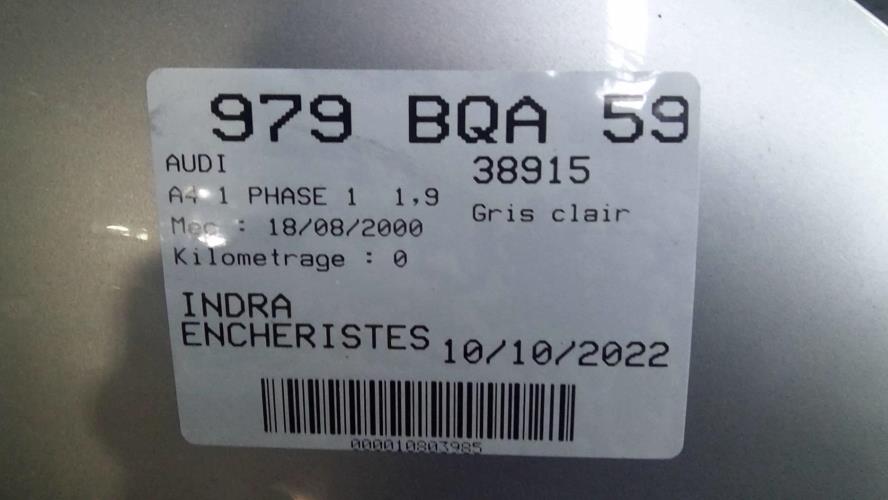 979 BQA 59
AUDI
38915
A4 1 PHASE 1 1,9
Gris clair
Mec : 18/08/2000
Kilometrage : 0
INDRA
ENCHERISTES
10/10/2022
000010803985